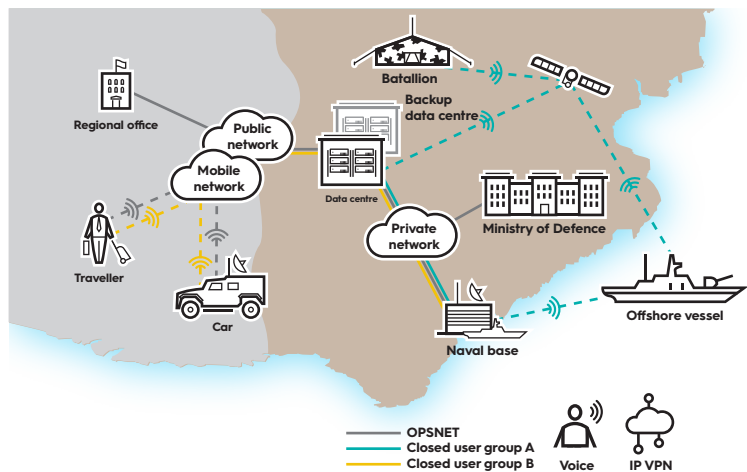 Batallion
Backup
data centre
Regional office
Public
network
Mobile
network
Data centre
Private
network
Ministry of Defence
Traveller
Car
Naval base
Offshore vessel
OPSNET
Closed user group A
Closed user group B
Voice
IP VPN